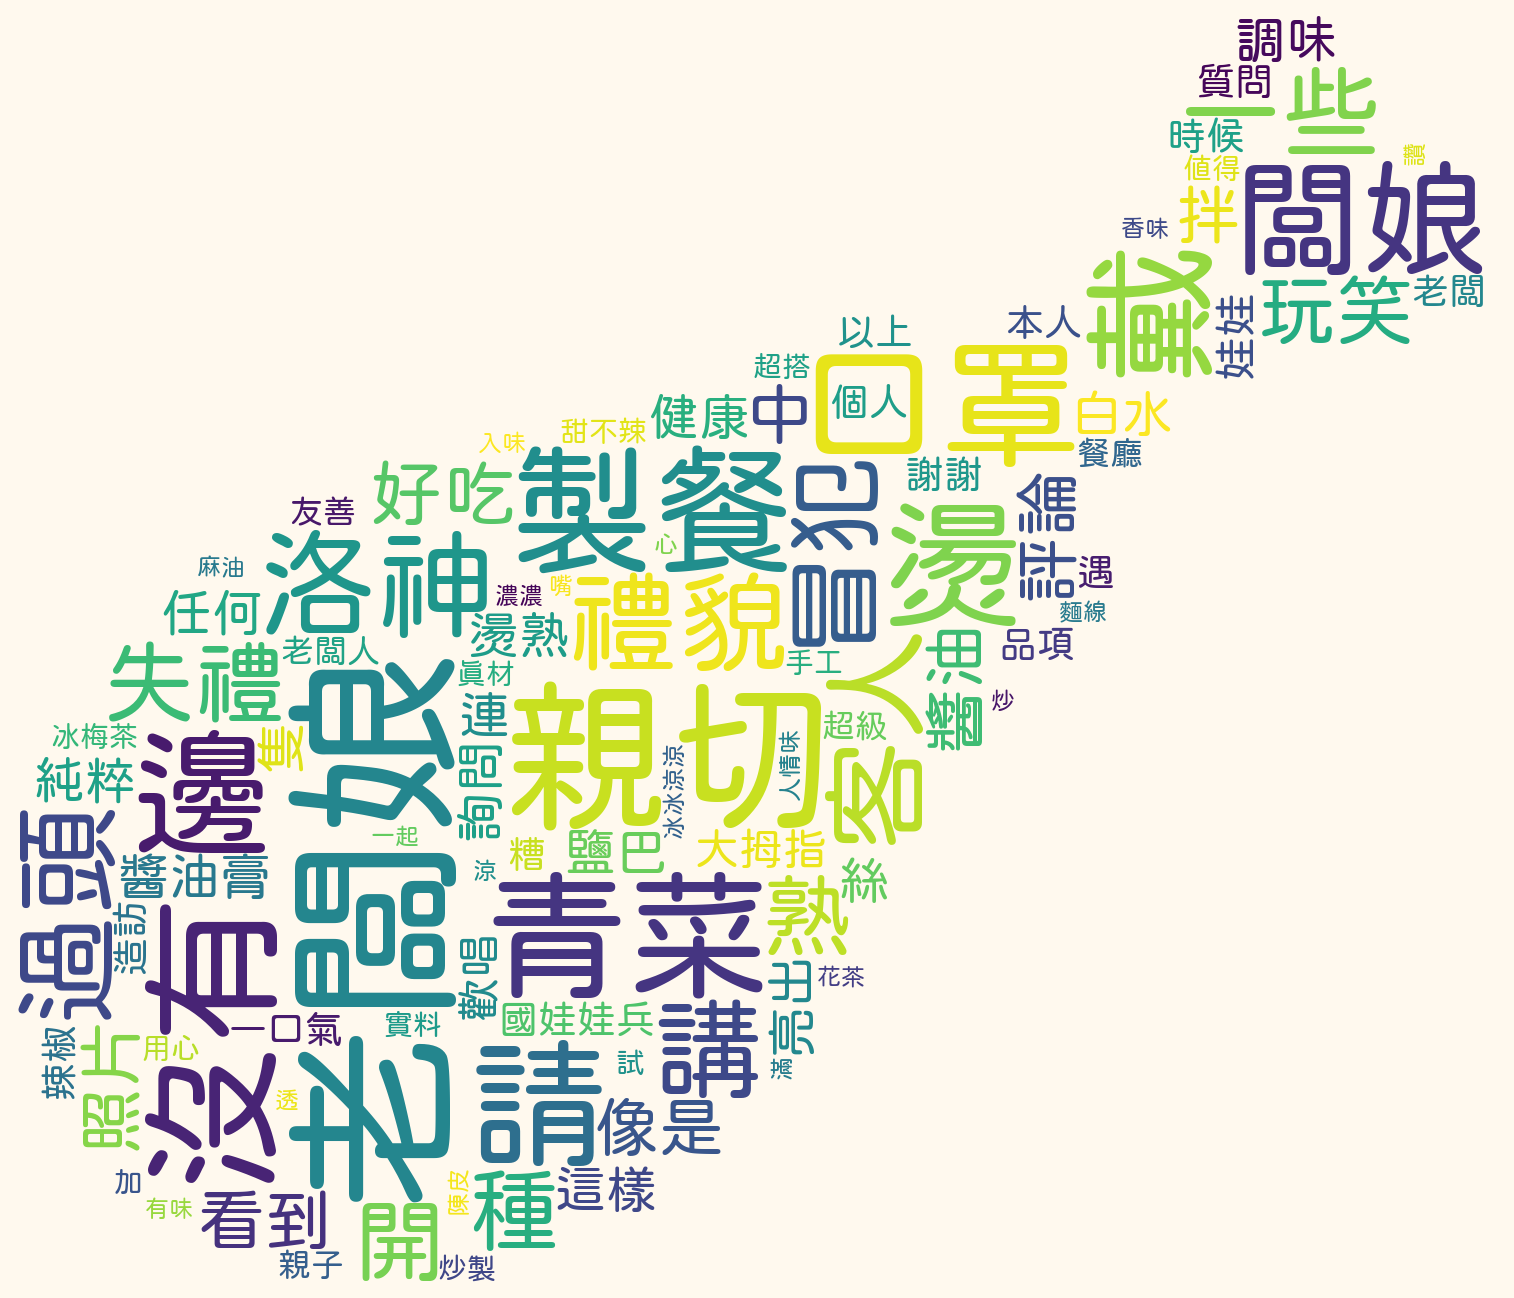 調味
質問
一些
時候
讚
值得
闆娘
拌
香味
戴
玩笑
老闆
娃娃
本人
以上
超搭
口
個人
罩
白水
中
健康
甜不辣
餐廳
入味
好吃
製餐
冒犯
謝謝
友善
心
燙
評論
洛神
遇
麻油
濃濃
嘴
禮貌
任何
燙熟
麵線
老闆人
手工
醬油
品項
失禮
真材
老闆娘
連
親切
客人
炒
超級
冰梅茶
隻
邊
詢問
冰冰涼涼
人情味
純粹
一起
糟
鹽巴
大拇指
過頭
醬油膏
涼
青菜
熟
絲
造訪
沒有
歡唱
亮出
花茶
一口氣
實料
國娃娃兵
講
辣椒
照片
用心
請
試
透
像是
加
有味
看到
陳皮
種
這樣
開
親子
炒製